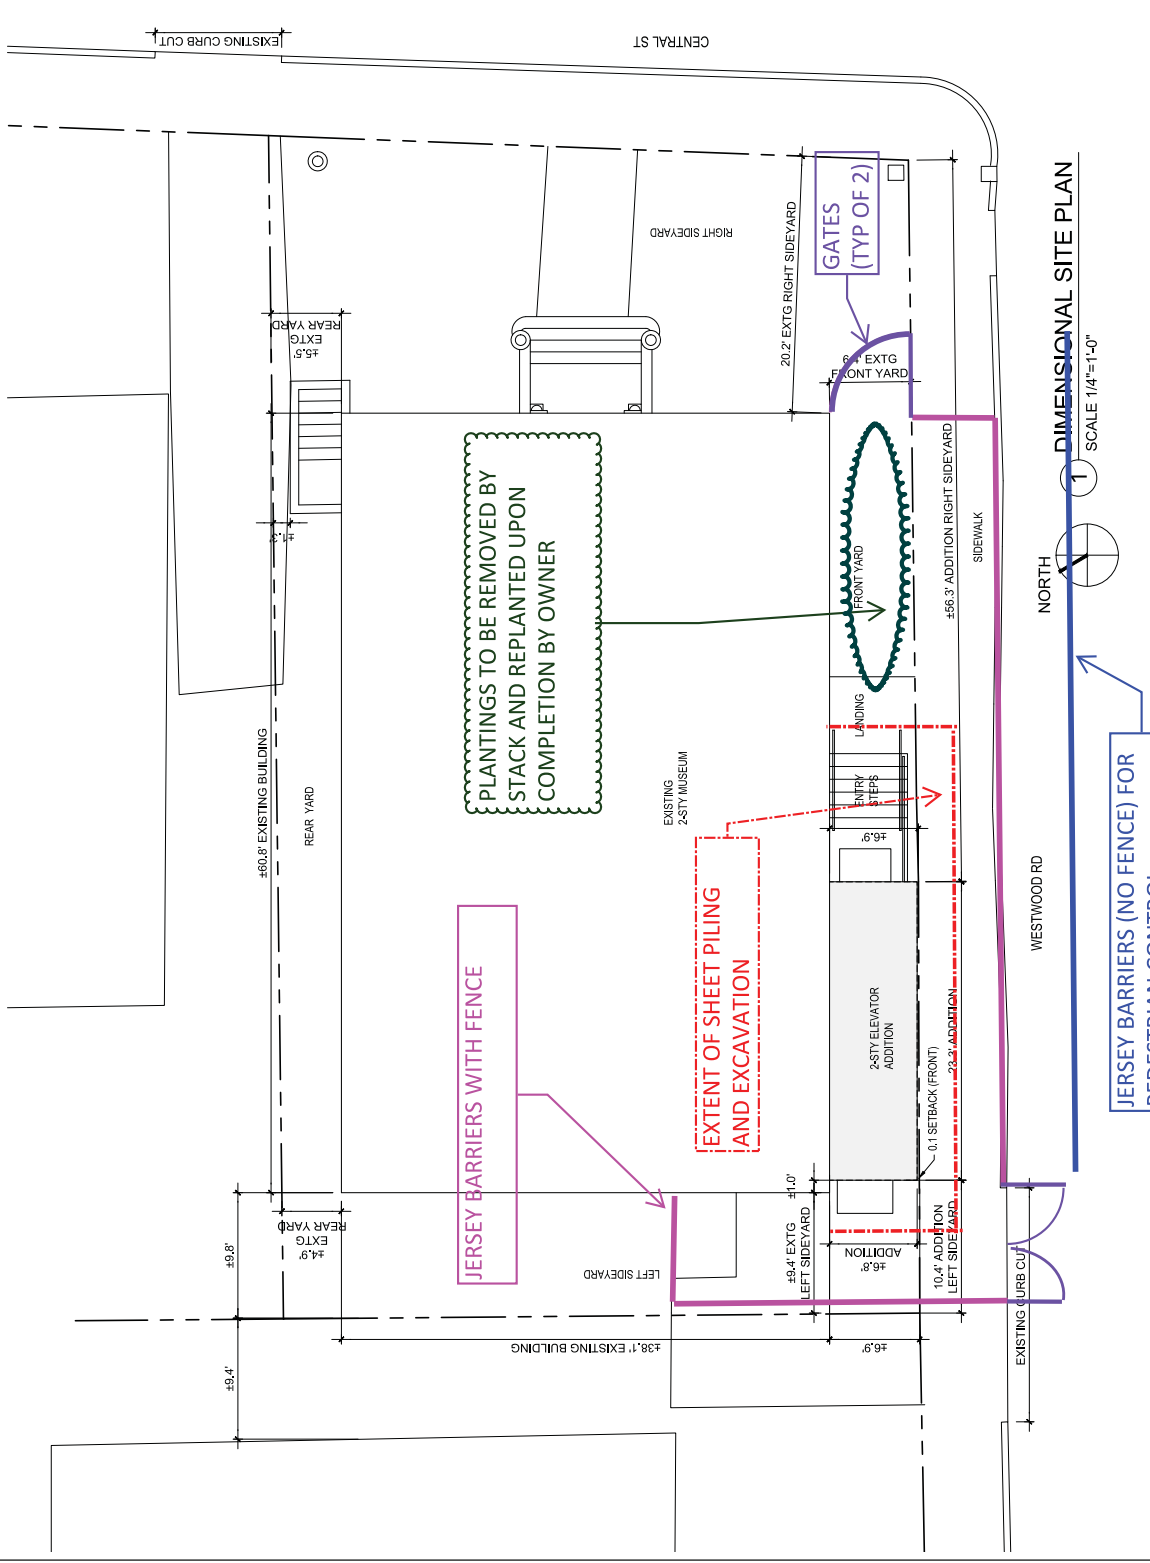 EXISTING CURB CUT
CENTRAL ST
GATES
(TYP OF 2)
RIGHT SIDEYARD
20.2' EXTG RIGHT SIDEYARD
±5.5'
EXTG
REAR YARD
EXTG
FRONT YARD
DIMENSIONAL SITE PLAN
SCALE 1/4"=1'-0"
1
NORTH
±1.3'
PLANTINGS TO BE REMOVED BY
STACK AND REPLANTED UPON
COMPLETION BY OWNER
FRONT YARD
±56.3' ADDITION RIGHT SIDEYARD
SIDEWALK
LANDING
ENTRY
STEPS
±6.9'
±60.8' EXISTING BUILDING
REAR YARD
EXISTING
2-STY MUSEUM
EXTENT OF SHEET PILING
AND EXCAVATION
JERSEY BARRIERS WITH FENCE
2-STY ELEVATOR
ADDITION
WESTWOOD RD
JERSEY BARRIERS (NO FENCE) FOR
0.1 SETBACK (FRONT)
23.3' ADDITION
±1.0'
±9.4' EXTG
LEFT SIDEYARD
±6.8'
ADDITION
10.4' ADDITION
LEFT SIDEYARD
±4.9'
EXTG
REAR YARD
±9.8'
LEFT SIDEYARD
±38.1' EXISTING BUILDING
±6.9'
EXISTING CURB CUT
±9.4'